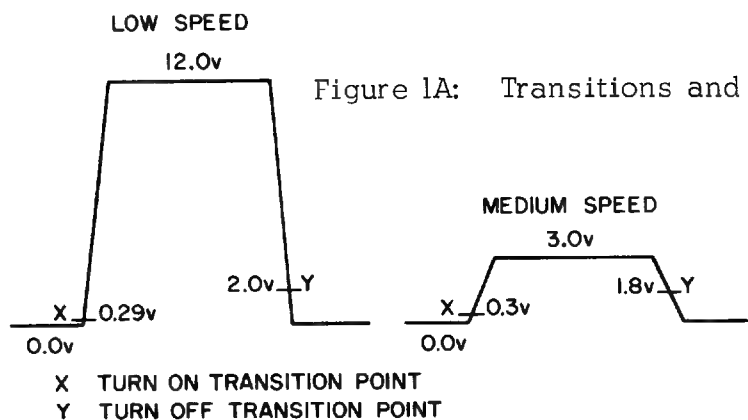 LOW SPEED
12.0v
Figure 1A: Transitions and
MEDIUM SPEED
3.0v
2.0v Y
1.8v Y
X 0.29v
X 0.3v
0.0v
0.0v
X TURN ON TRANSITION POINT
Y TURN OFF TRANSITION POINT